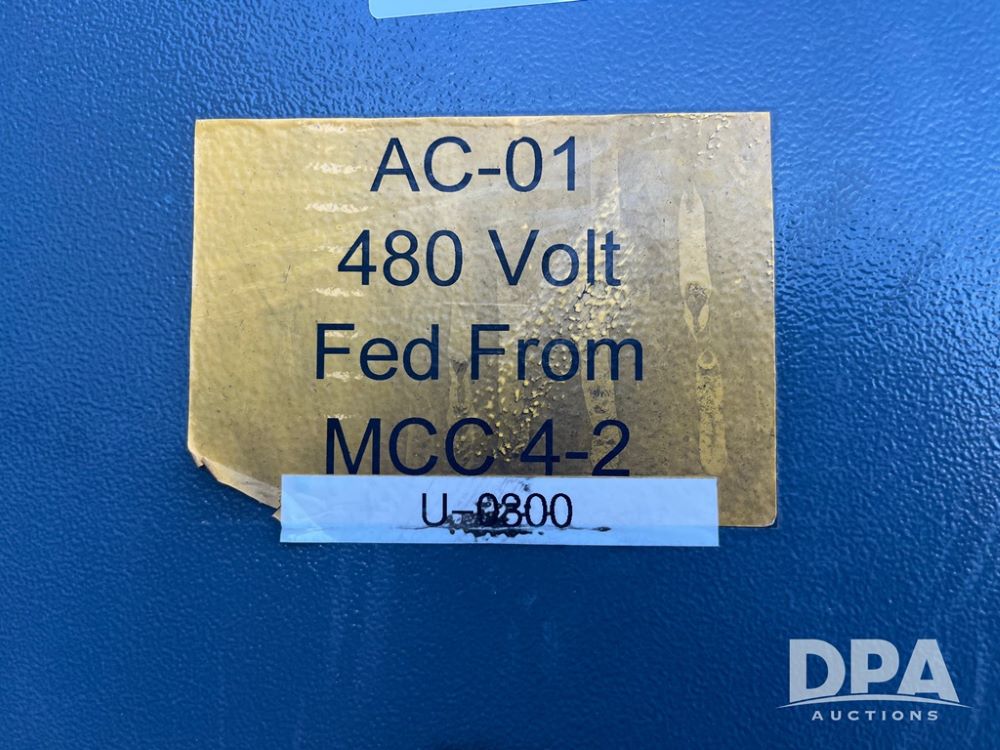 AC-01
480 Volt
Fed From
MCC 4-2
DPA
AUCTIONS